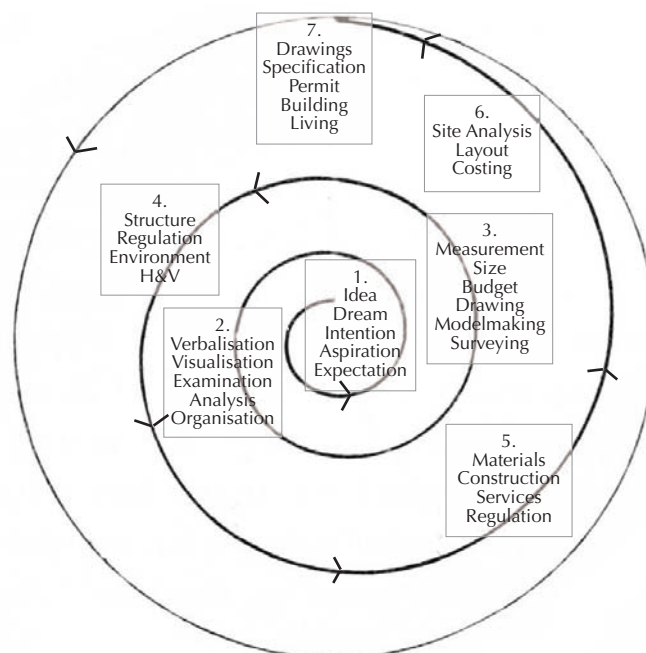 1.
Idea
Dream
Intention
Aspiration
Expectation
2.
Verbalisation
Visualisation
Examination
Analysis
Organisation
3.
Measurement
Size
Budget
Drawing
Modelmaking
Surveying
4.
Structure
Regulation
Environment
H&V
5.
Materials
Construction
Services
Regulation
6.
Site Analysis
Layout
Costing
7.
Drawings
Specification
Permit
Building
Living